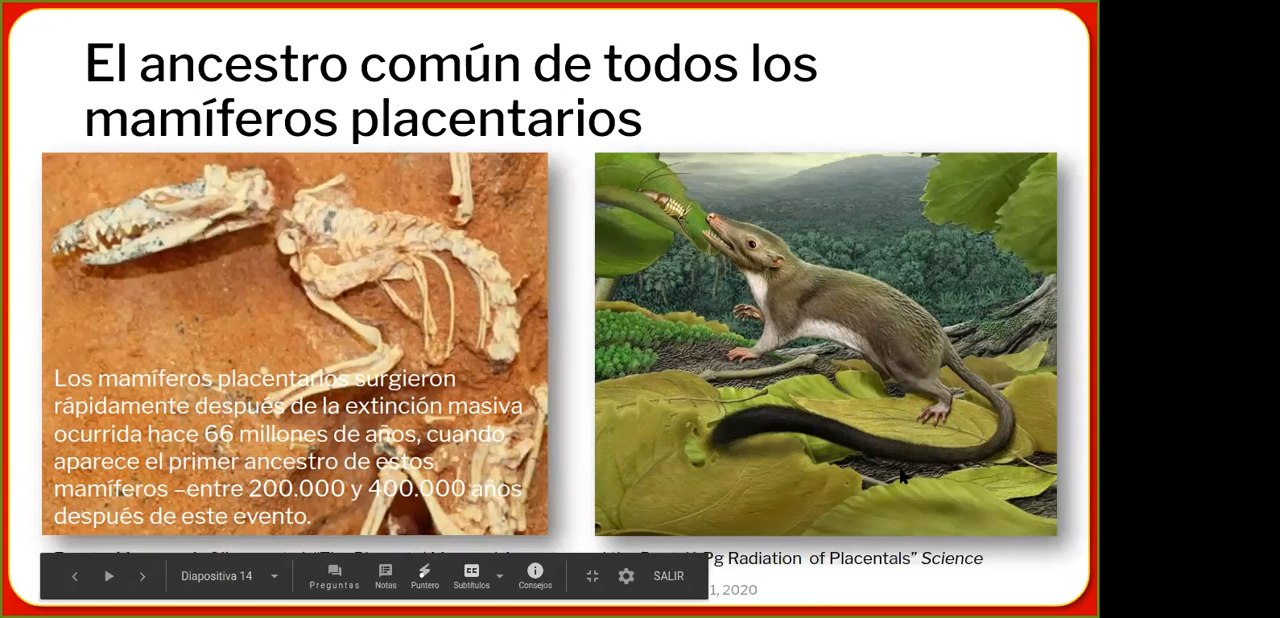 El ancestro común de todos los
mamíferos placentarios
Los mamíferos placentarios surgieron
rápidamente después de la extinción masiva
ocurrida hace 66 millones de años, cuando
aparece el primer ancestro de estos
mamíferos –entre 200.000 y 400.000 años
después de este evento.
Pg Radiation of Placentals” Science
1, 2020
Diapositiva 14
Preguntas
Notas
Puntero
Subtítulos
Consejos
SALIR